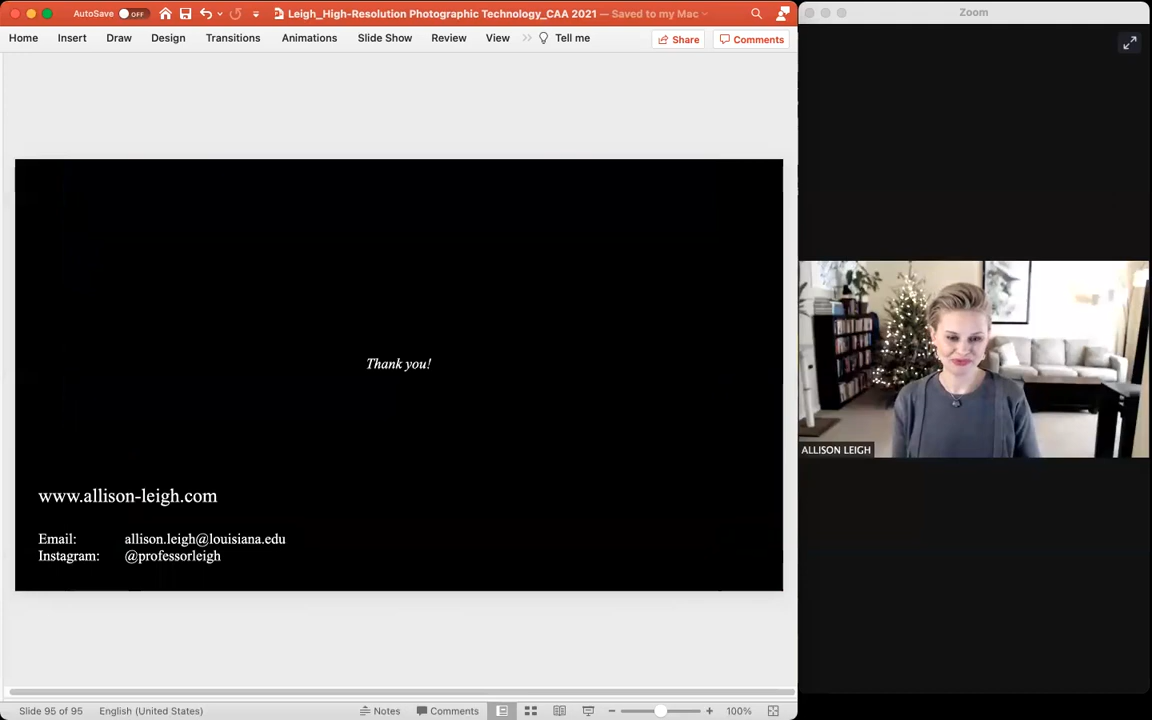 AutoSave OFF Leigh_High-Resolution Photographic Technology_CAA 2021 — Saved to my Mac
Zoom
Home Insert Draw Design Transitions Animations Slide Show Review View Tell me Share Comments
Thank you!
ALLISON LEIGH
www.allison-leigh.com
Email: allison.leigh@louisiana.edu
Instagram: @professorleigh
Slide 95 of 95 English (United States) Notes Comments 100%